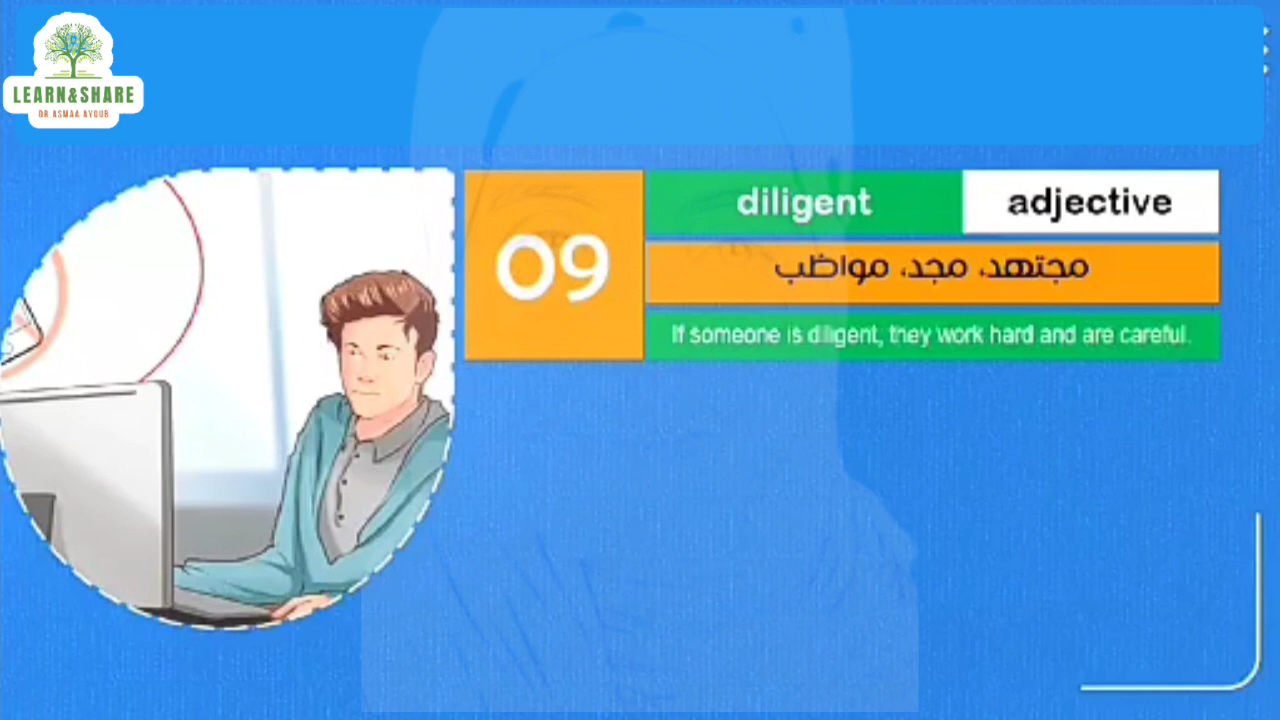 LEARN&SHARE
DR ASMAA AYOUB
09
diligent
adjective
مجتهد، مجد، مواظب
If someone is diligent, they work hard and are careful.